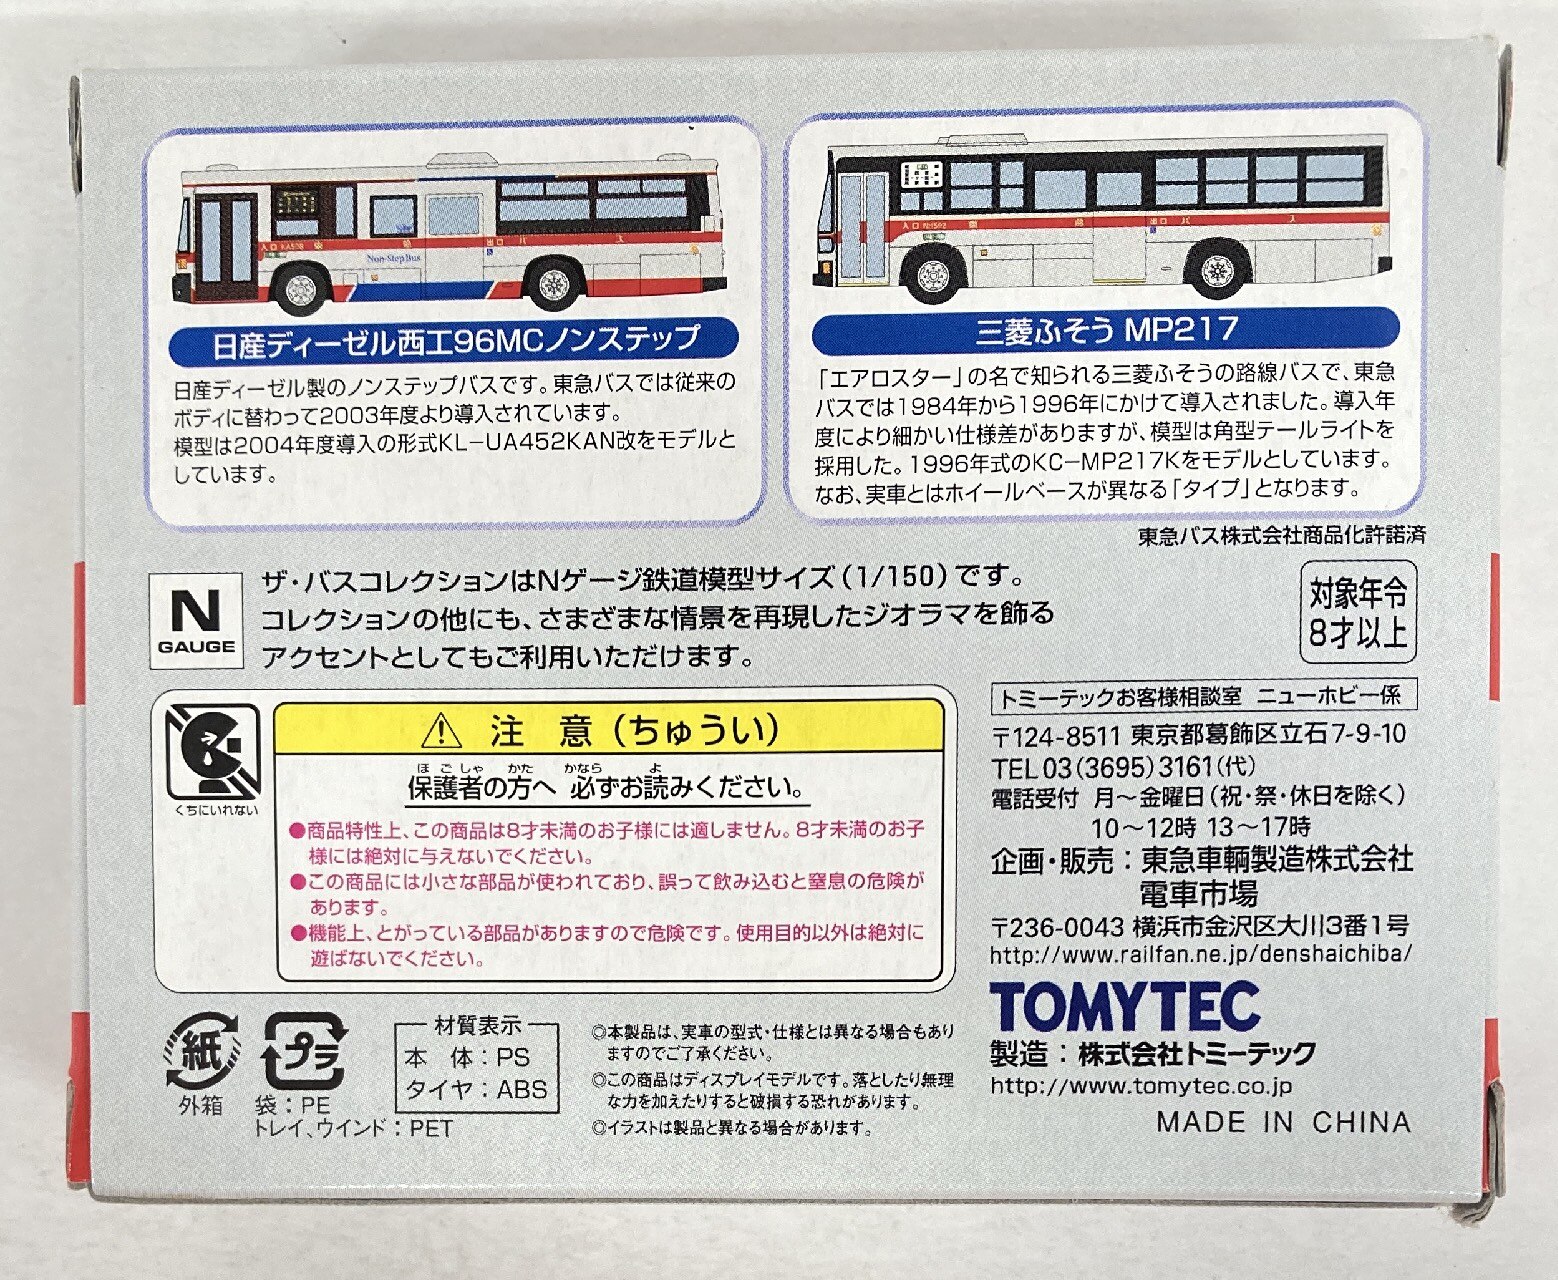 Non-Step Bus
日産ディーゼル西工96MCノンステップ
日産ディーゼル製のノンステップバスです。東急バスでは従来の
ボディに替わって2003年度より導入されています。
模型は2004年度導入の形式KL-UA452KAN改をモデルと
しています。
三菱ふそう MP217
「エアロスター」の名で知られる三菱ふそうの路線バスで、東急
バスでは1984年から1996年にかけて導入されました。導入年
度により細かい仕様差がありますが、模型は角型テールライトを
採用した。1996年式のKC-MP217Kをモデルとしています。
なお、実車とはホイールベースが異なる「タイプ」となります。
東急バス株式会社商品化許諾済
N
GAUGE
ザ・バスコレクションはNゲージ鉄道模型サイズ(1/150)です。
コレクションの他にも、さまざまな情景を再現したジオラマを飾る
アクセントとしてもご利用いただけます。
対象年令
8才以上
くちにいれない
注 意(ちゅうい)
ほごしゃ かた かなら よ
保護者の方へ 必ずお読みください。
●商品特性上、この商品は8才未満のお子様には適しません。8才未満のお子
様には絶対に与えないでください。
●この商品には小さな部品が使われており、誤って飲み込むと窒息の危険が
あります。
●機能上、とがっている部品がありますので危険です。使用目的以外は絶対に
遊ばないでください。
トミーテックお客様相談室 ニューホビー係
〒124-8511 東京都葛飾区立石7-9-10
TEL 03(3695)3161(代)
電話受付 月~金曜日(祝・祭・休日を除く)
10~12時 13~17時
企画・販売:東急車輛製造株式会社
電車市場
〒236-0043 横浜市金沢区大川3番1号
http://www.railfan.ne.jp/denshaichiba/
TOMYTEC
製造:株式会社トミーテック
http://www.tomytec.co.jp
MADE IN CHINA
紙
外箱
プラ
袋:PE
トレイ、ウインド:PET
材質表示
本 体:PS
タイヤ:ABS
◎本製品は、実車の型式・仕様とは異なる場合もあり
ますのでご了承ください。
◎この商品はディスプレイモデルです。落としたり無理
な力を加えたりすると破損する恐れがあります。
◎イラストは製品と異なる場合があります。